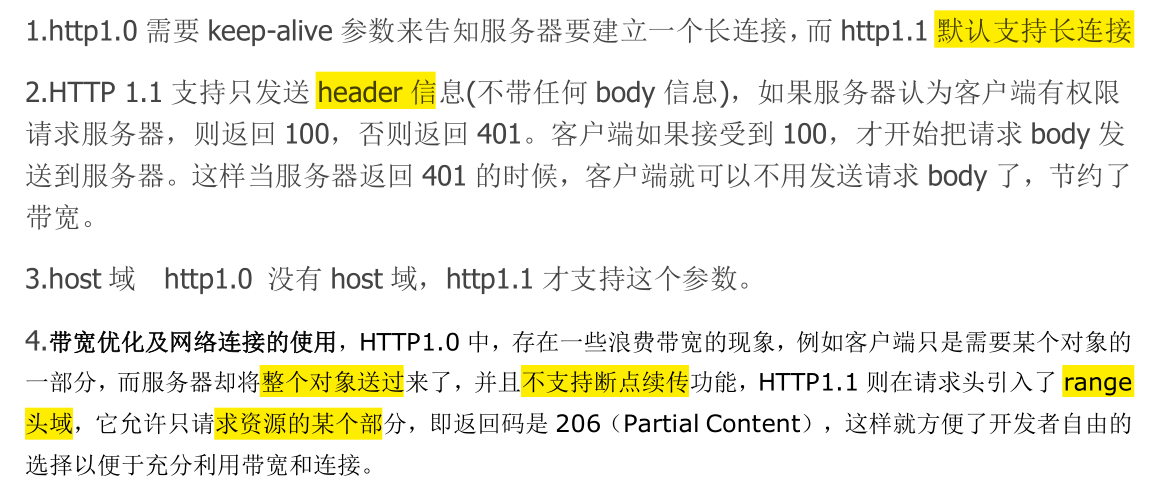 1.http1.0 需要 keep-alive 参数来告知服务器要建立一个长连接，而 http1.1 默认支持长连接
2.HTTP 1.1 支持只发送 header 信息(不带任何 body 信息)，如果服务器认为客户端有权限
请求服务器，则返回 100，否则返回 401。客户端如果接受到 100，才开始把请求 body 发
送到服务器。这样当服务器返回 401 的时候，客户端就可以不用发送请求 body 了，节约了
带宽。
3.host 域 http1.0 没有 host 域，http1.1 才支持这个参数。
4.带宽优化及网络连接的使用，HTTP1.0 中，存在一些浪费带宽的现象，例如客户端只是需要某个对象的
一部分，而服务器却将整个对象送过来了，并且不支持断点续传功能，HTTP1.1 则在请求头引入了 range
头域，它允许只请求资源的某个部分，即返回码是 206（Partial Content），这样就方便了开发者自由的
选择以便于充分利用带宽和连接。